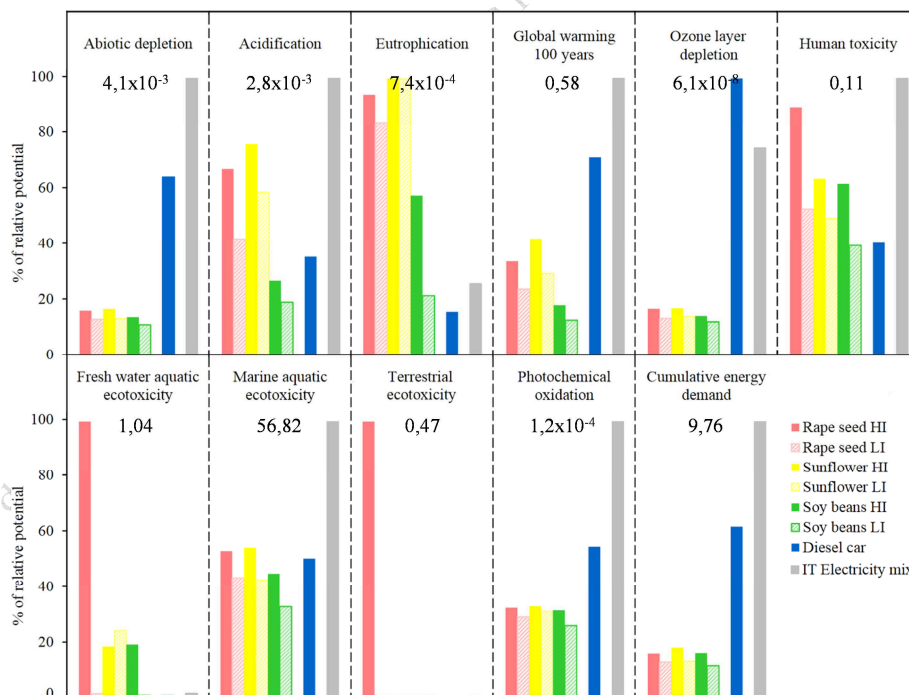 Abiotic depletion
Acidification
Eutrophication
Global warming
100 years
Ozone layer
depletion
Human toxicity
4,1x10-3
2,8x10-3
7,4x10-4
0,58
6,1x10-8
0,11
% of relative potential
100
80
60
40
20
0
Fresh water aquatic
ecotoxicity
Marine aquatic
ecotoxicity
Terrestrial
ecotoxicity
Photochemical
oxidation
Cumulative energy
demand
1,04
56,82
0,47
1,2x10-4
9,76
% of relative potential
100
80
60
40
20
0
Rape seed HI
Rape seed LI
Sunflower HI
Sunflower LI
Soy beans HI
Soy beans LI
Diesel car
IT Electricity mix